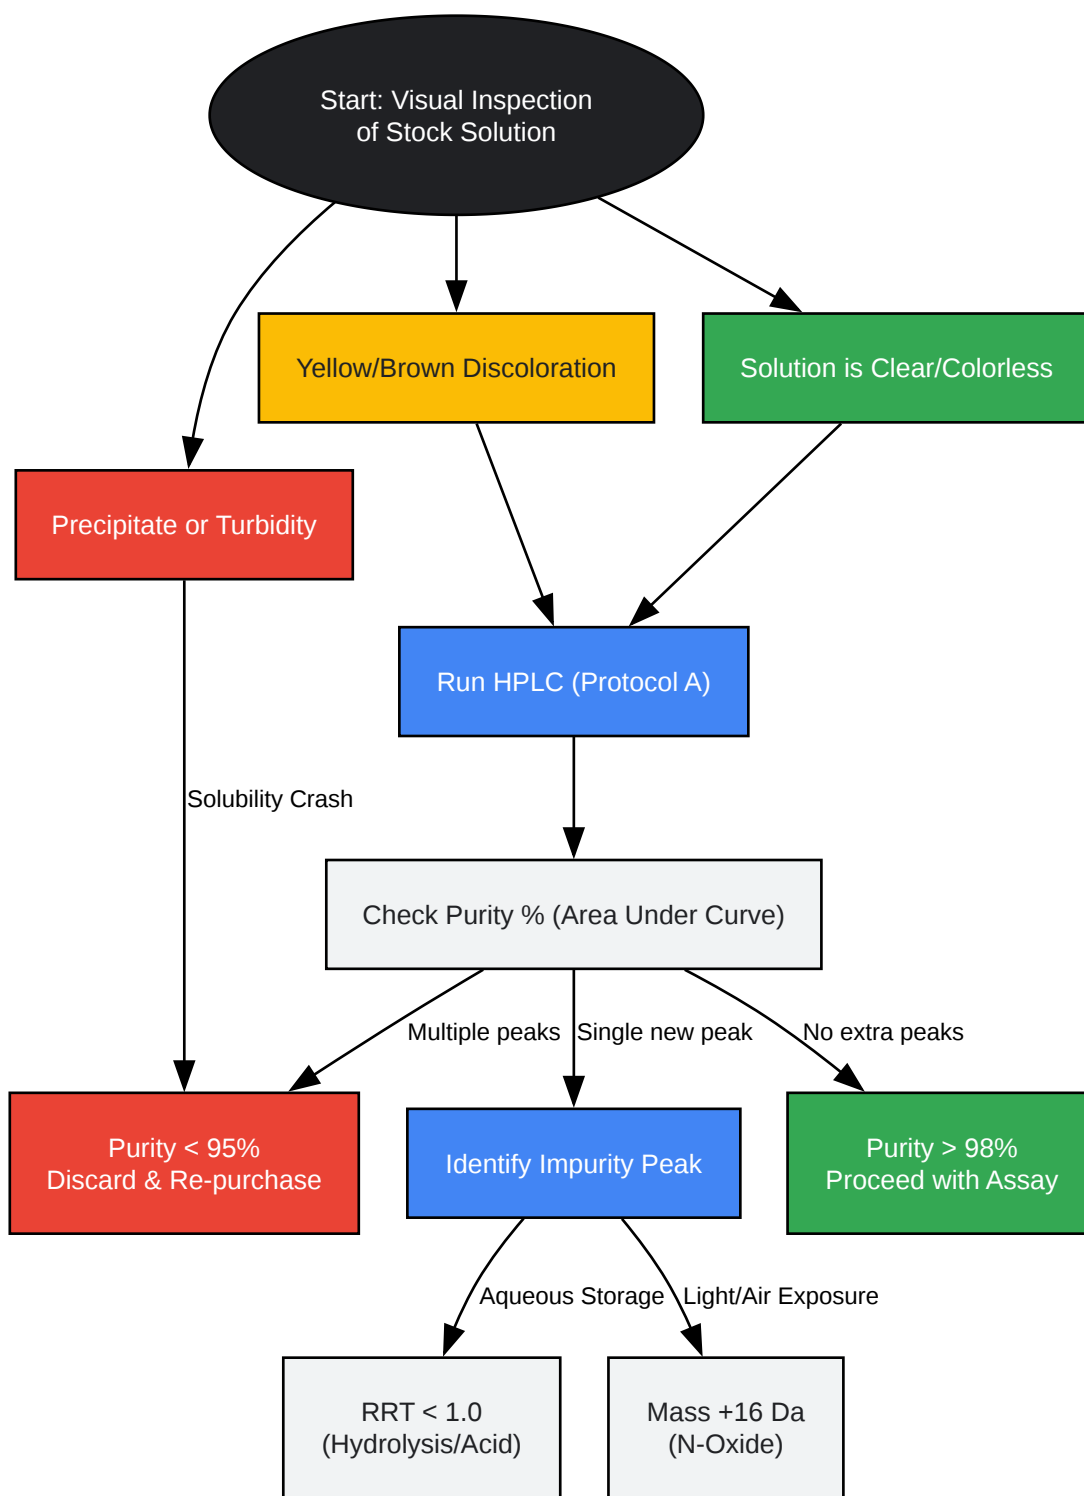 Start: Visual Inspection
of Stock Solution
Yellow/Brown Discoloration
Solution is Clear/Colorless
Precipitate or Turbidity
Run HPLC (Protocol A)
Solubility Crash
Check Purity % (Area Under Curve)
Multiple peaks
Single new peak
No extra peaks
Purity < 95%
Discard & Re-purchase
Identify Impurity Peak
Purity > 98%
Proceed with Assay
Aqueous Storage
Light/Air Exposure
RRT < 1.0
(Hydrolysis/Acid)
Mass +16 Da
(N-Oxide)